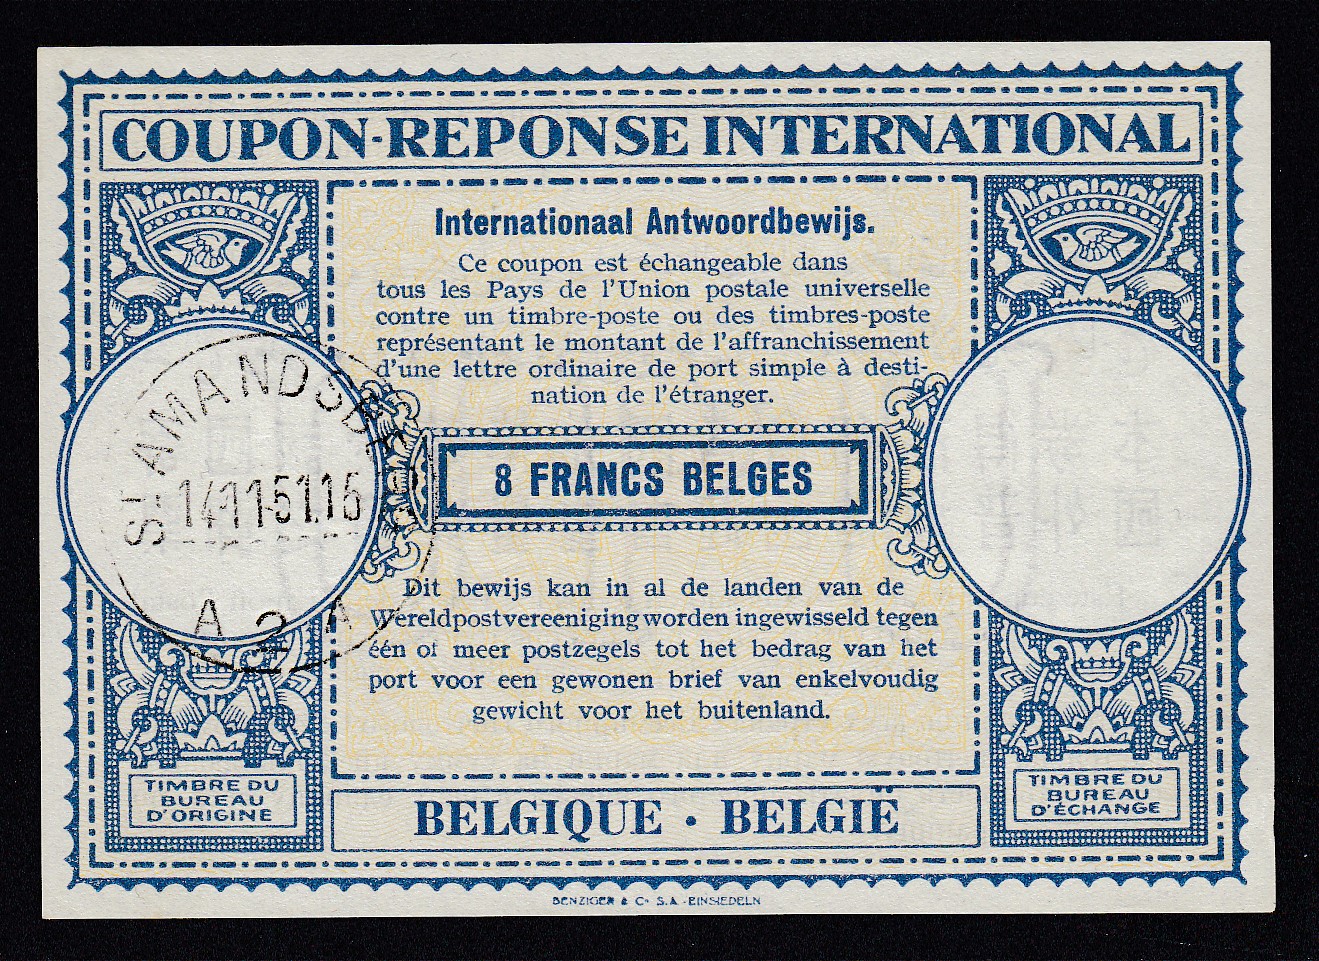 COUPON-REPONSE INTERNATIONAL
Internationaal Antwoordbewijs.
Ce coupon est échangeable dans
tous les Pays de l'Union postale universelle
contre un timbre-poste ou des timbres-poste
représentant le montant de l'affranchissement
d'une lettre ordinaire de port simple à desti-
nation de l'étranger.
8 FRANCS BELGES
ST AMANDSBE
14-11-51.15
A 2 A
Dit bewijs kan in al de landen van de
Wereldpostvereeniging worden ingewisseld tegen
één of meer postzegels tot het bedrag van het
port voor een gewonen brief van enkelvoudig
gewicht voor het buitenland.
TIMBRE DU
BUREAU
D'ORIGINE
BELGIQUE • BELGIË
TIMBRE DU
BUREAU
D'ÉCHANGE
BENZIGER & Co S.A. - EINSIEDELN